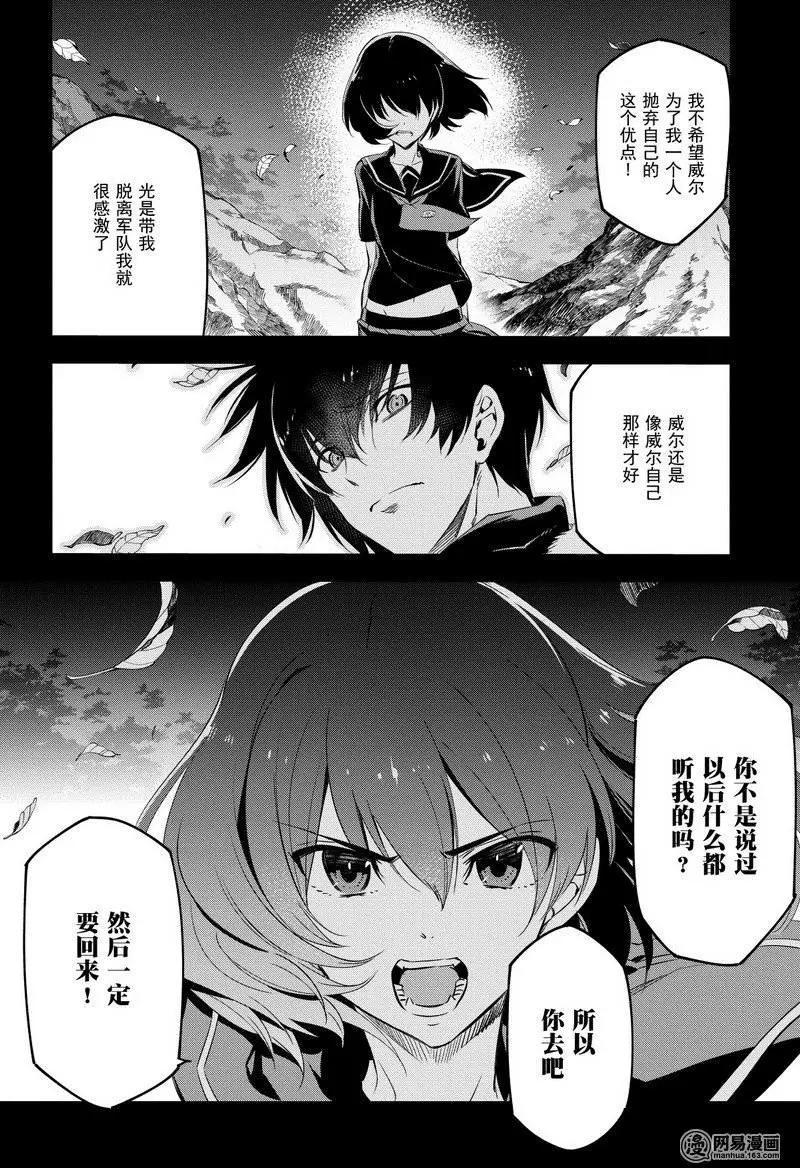 我不希望威尔
为了我一个人
抛弃自己的
这个优点！
光是带我
脱离军队我就
很感激了
威尔还是
像威尔自己
那样才好
你不是说过
以后什么都
听我的吗？
所以
你去吧
然后一定
要回来！
漫 网易漫画
manhua.163.com